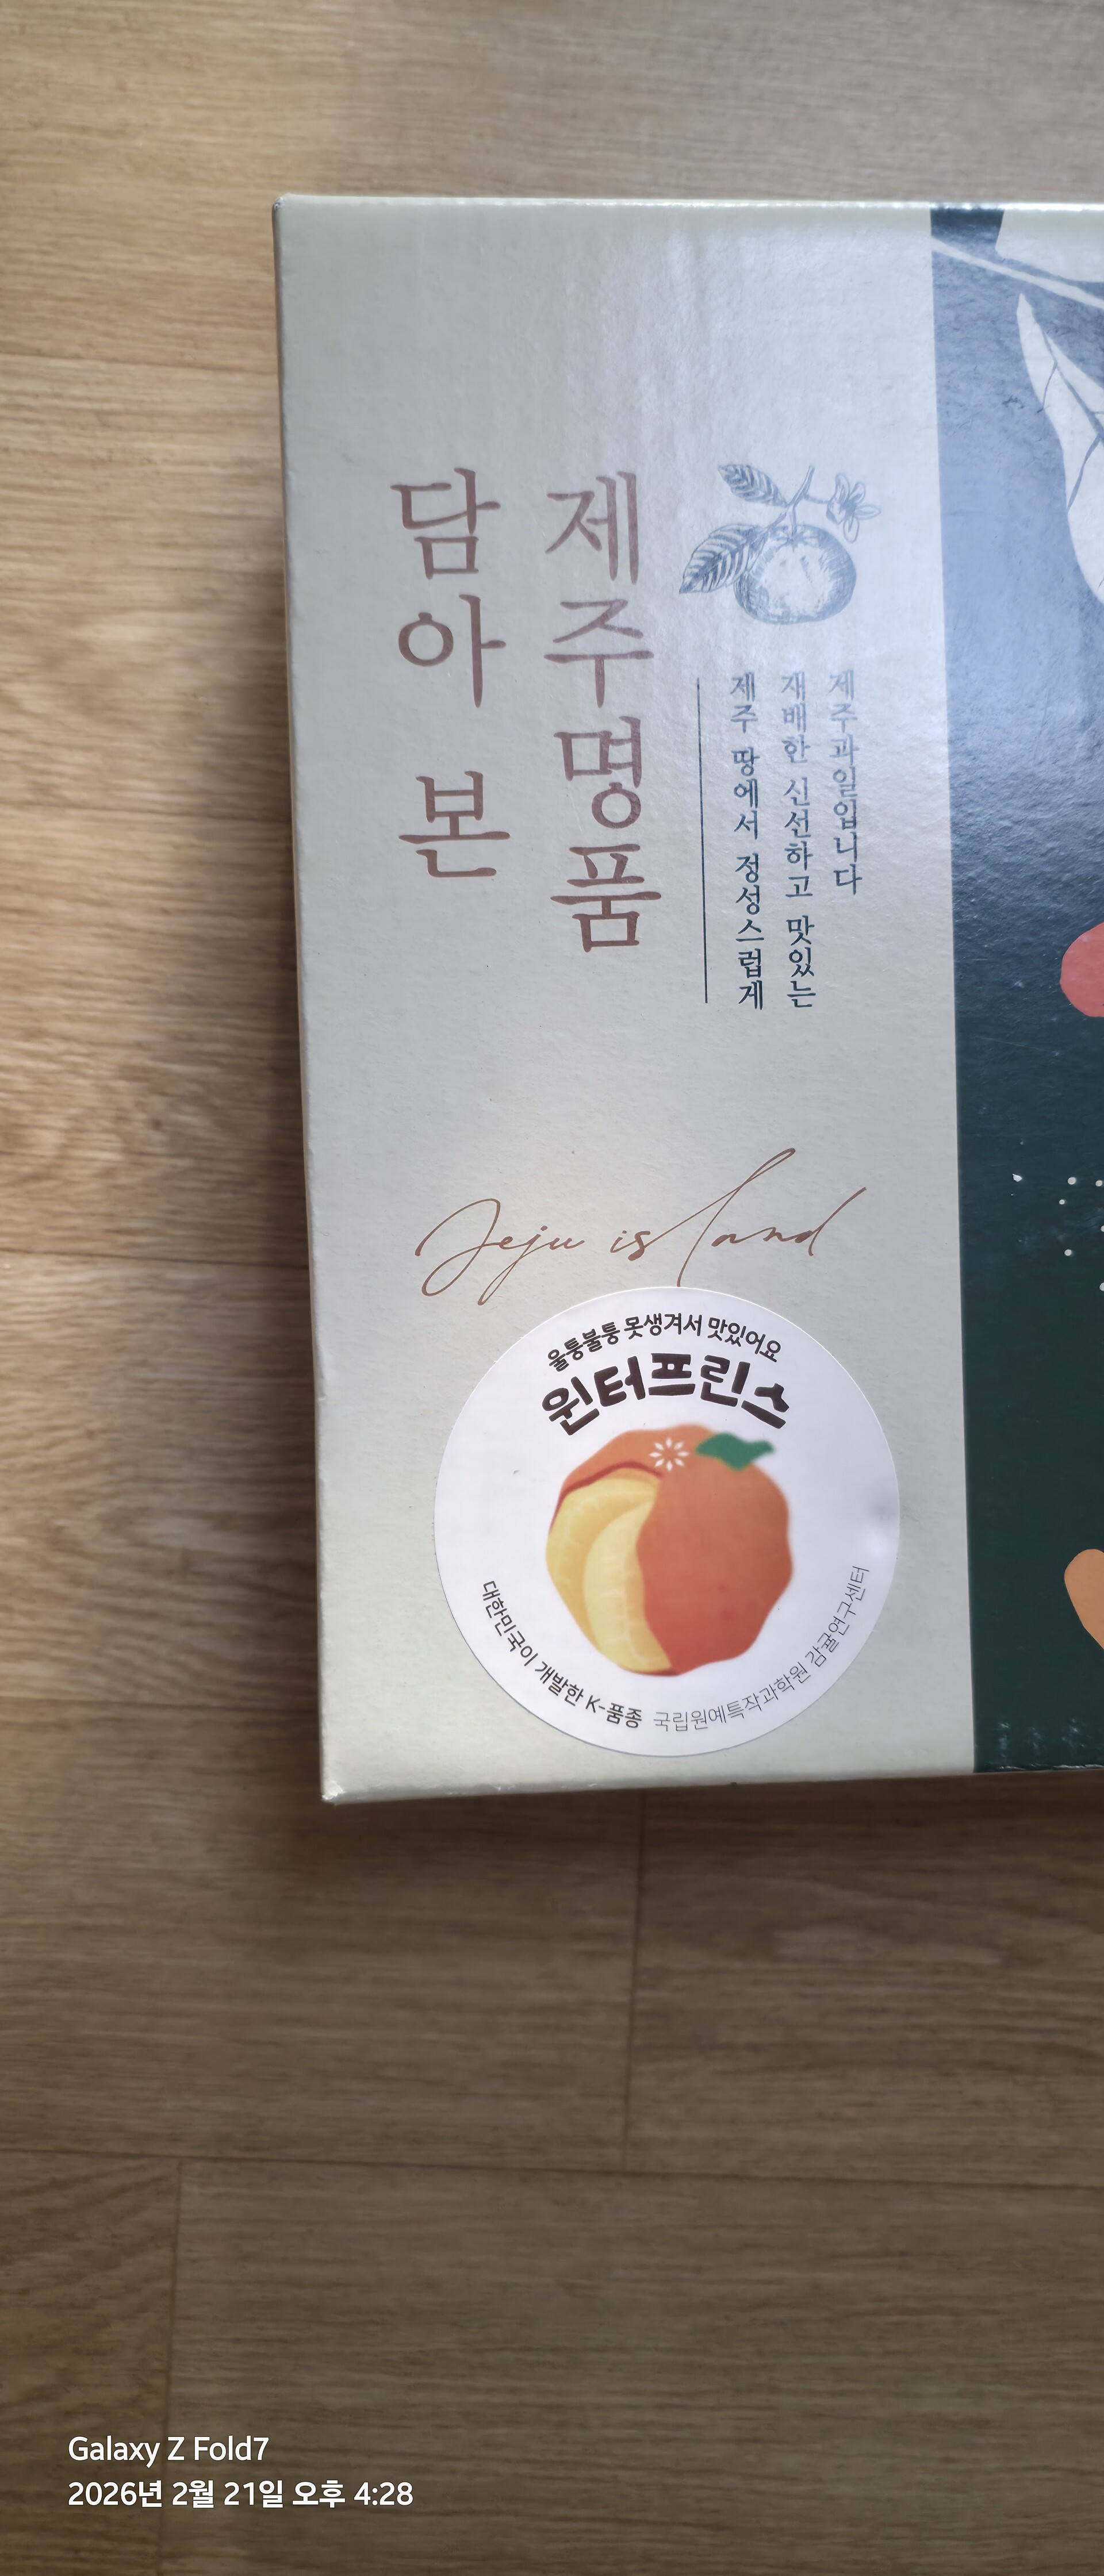 담아 본
제주명품
제주 땅에서 정성스럽게
재배한 신선하고 맛있는
제주과일입니다
Jeju island
울퉁불퉁 못생겨서 맛있어요
윈터프린스
대한민국이 개발한 K-품종 국립원예특작과학원 감귤연구센터
Galaxy Z Fold7
2026년 2월 21일 오후 4:28